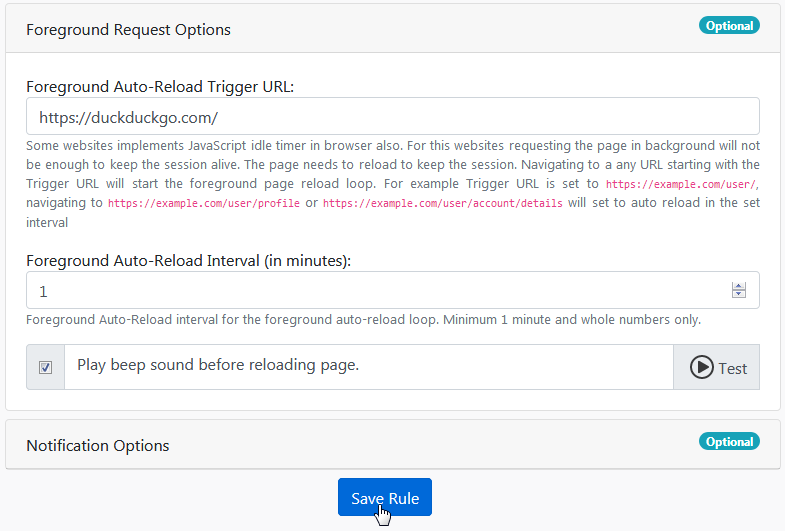 Foreground Request Options
Optional
Foreground Auto-Reload Trigger URL:
https://duckduckgo.com/
Some websites implements JavaScript idle timer in browser also. For this websites requesting the page in background will not
be enough to keep the session alive. The page needs to reload to keep the session. Navigating to a any URL starting with the
Trigger URL will start the foreground page reload loop. For example Trigger URL is set to https://example.com/user/,
navigating to https://example.com/user/profile or https://example.com/user/account/details will set to auto reload in the set
interval
Foreground Auto-Reload Interval (in minutes):
1
Foreground Auto-Reload interval for the foreground auto-reload loop. Minimum 1 minute and whole numbers only.
Play beep sound before reloading page.
Test
Notification Options
Optional
Save Rule